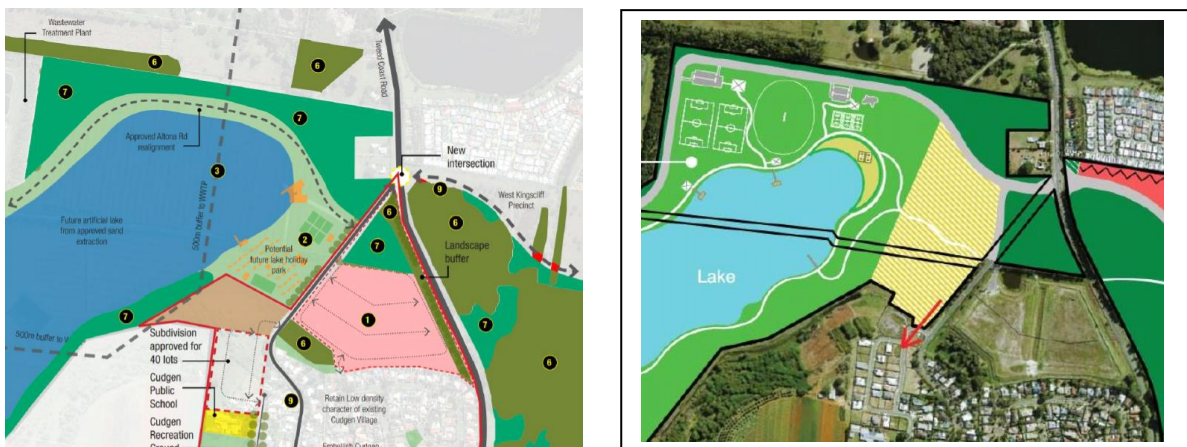 Wastewater
Treatment Plant
6
6
7
7
7
Tweed Coast Road
Approved Altona Rd
realignment
New
intersection
3
9
West Kingscliff
Precinct
Future artificial lake
from approved sand
extraction
500m buffer to WWTP
6
6
2
7
Potential
future lake holiday
park
Landscape
buffer
1
7
7
500m buffer to
Subdivision
approved for
40 lots
6
6
Cudgen
Public
School
9
Retain Low density
character of existing
Cudgen Village
Cudgen
Recreation
Lake